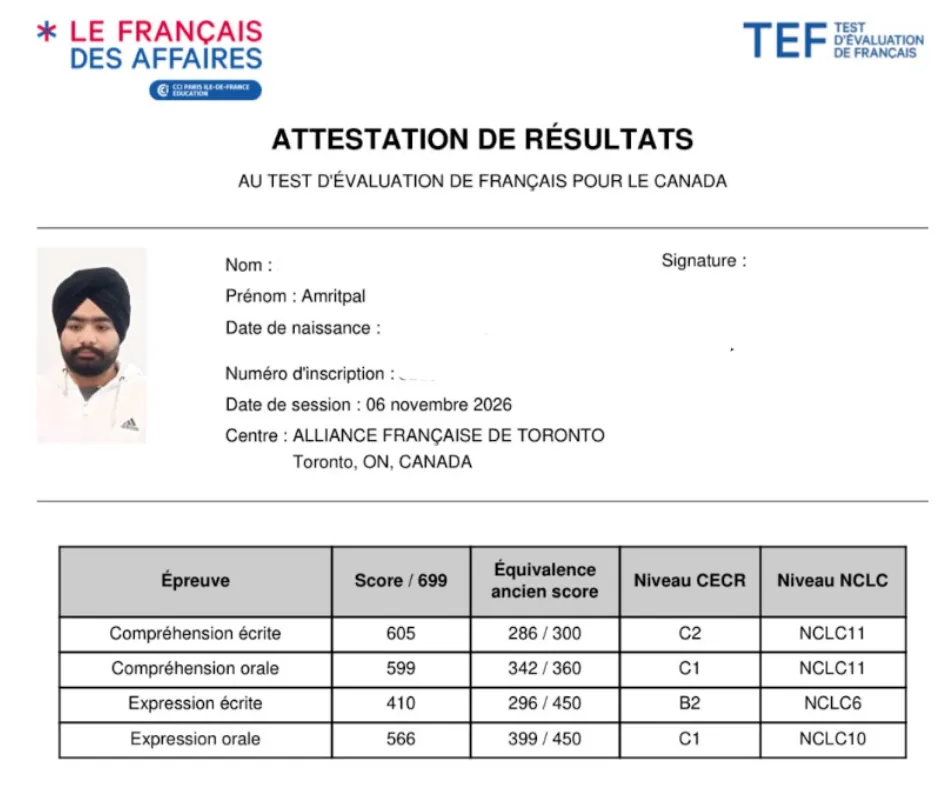 LE FRANÇAIS
DES AFFAIRES
CCI PARIS ILE-DE-FRANCE
EDUCATION
TEF TEST
D'ÉVALUATION
DE FRANÇAIS
ATTESTATION DE RÉSULTATS
AU TEST D'ÉVALUATION DE FRANÇAIS POUR LE CANADA
Nom :
Signature :
Prénom : Amritpal
Date de naissance :
Numéro d'inscription :
Date de session : 06 novembre 2026
Centre : ALLIANCE FRANÇAISE DE TORONTO
Toronto, ON, CANADA
Épreuve Score / 699 Équivalence ancien score Niveau CECR Niveau NCLC
Compréhension écrite 605 286 / 300 C2 NCLC11
Compréhension orale 599 342 / 360 C1 NCLC11
Expression écrite 410 296 / 450 B2 NCLC6
Expression orale 566 399 / 450 C1 NCLC10